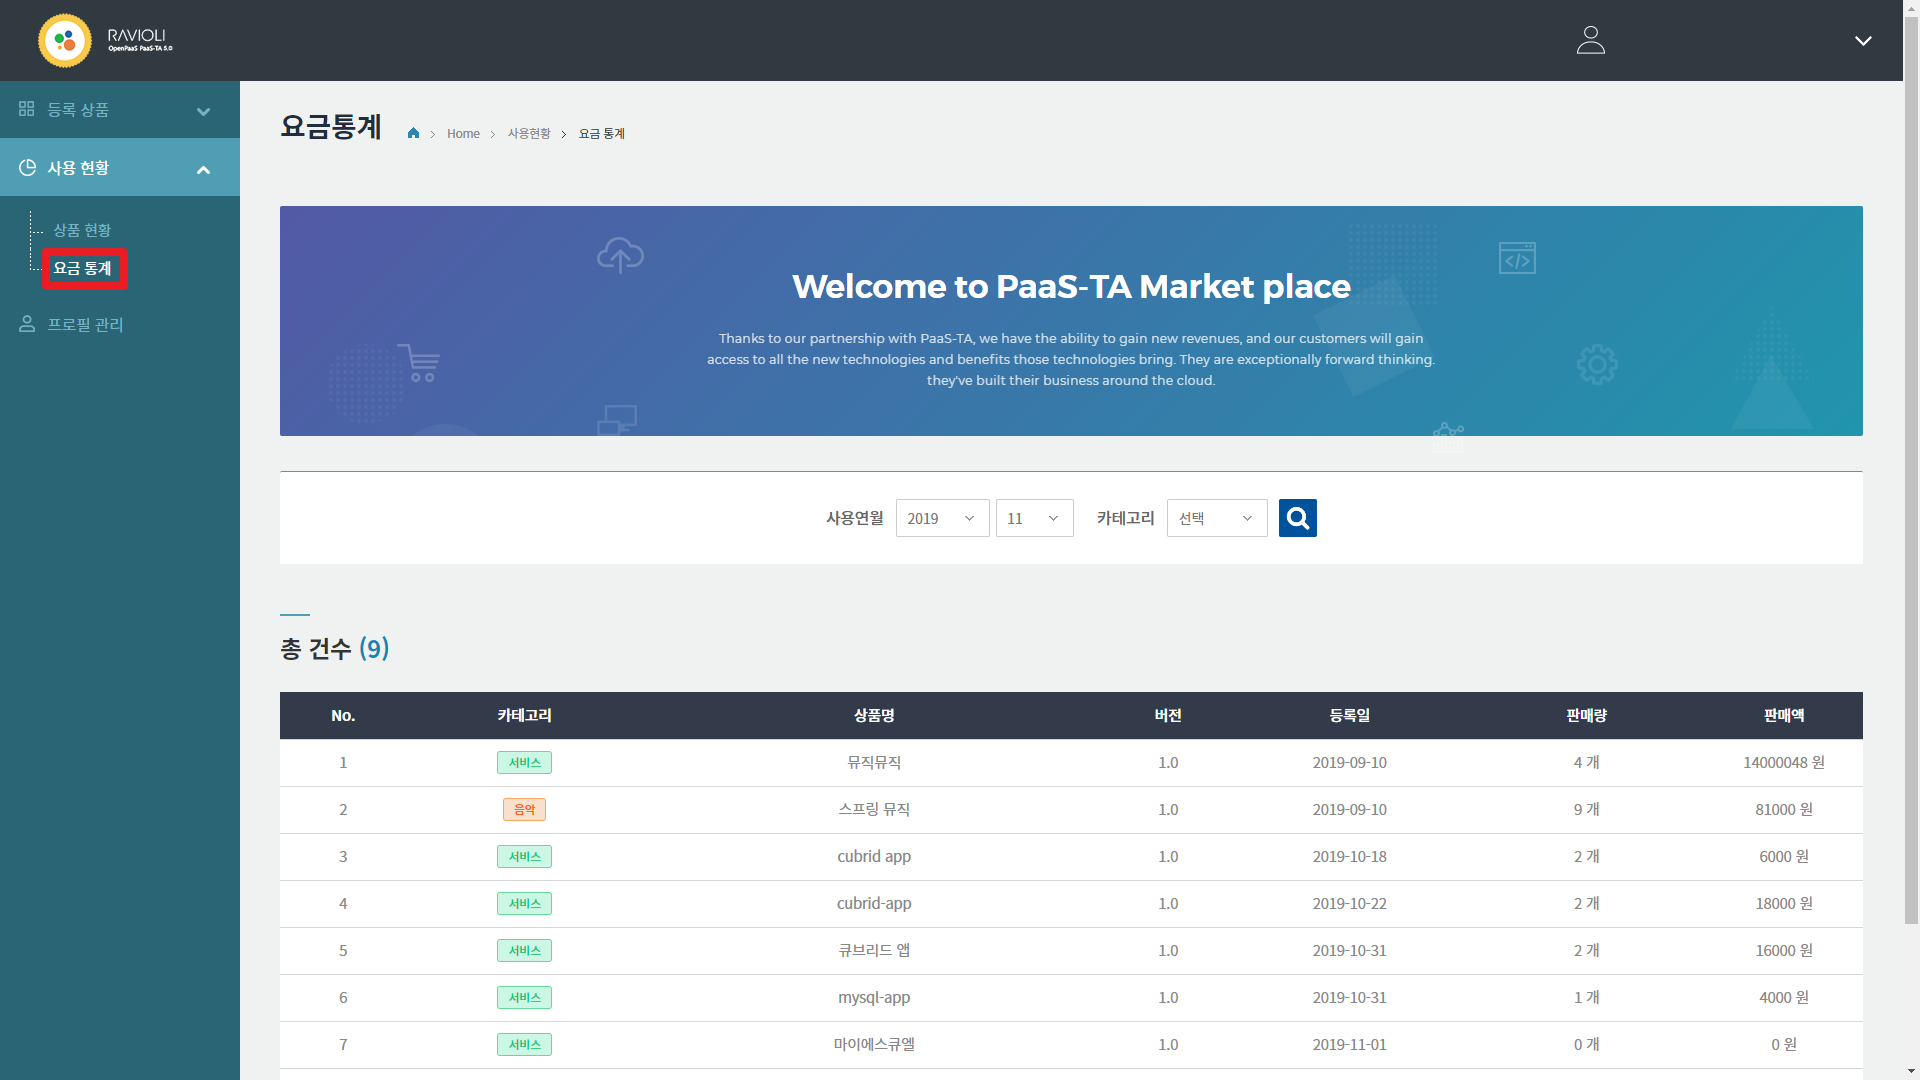 RAVIOLI
OpenPaaS PaaS-TA 5.0
등록 상품
사용 현황
상품 현황
요금 통계
프로필 관리
요금통계
Home
사용현황
요금 통계
Welcome to PaaS-TA Market place
Thanks to our partnership with PaaS-TA, we have the ability to gain new revenues, and our customers will gain
access to all the new technologies and benefits those technologies bring. They are exceptionally forward thinking.
they've built their business around the cloud.
사용연월 2019 11 카테고리 선택
총 건수 (9)
No. 카테고리 상품명 버전 등록일 판매량 판매액
1 서비스 뮤직뮤직 1.0 2019-09-10 4 개 14000048 원
2 음악 스프링 뮤직 1.0 2019-09-10 9 개 81000 원
3 서비스 cubrid app 1.0 2019-10-18 2 개 6000 원
4 서비스 cubrid-app 1.0 2019-10-22 2 개 18000 원
5 서비스 큐브리드 앱 1.0 2019-10-31 2 개 16000 원
6 서비스 mysql-app 1.0 2019-10-31 1 개 4000 원
7 서비스 마이에스큐엘 1.0 2019-11-01 0 개 0 원